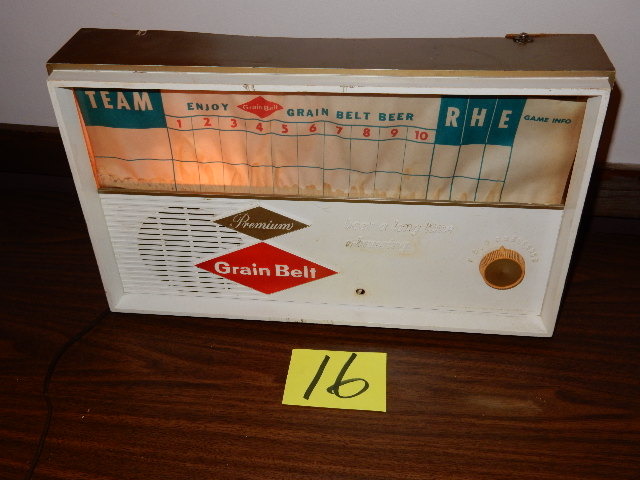 TEAM
ENJOY Grain Belt GRAIN BELT BEER
1 2 3 4 5 6 7 8 9 10
R H E
GAME INFO
Premium
Grain Belt
16